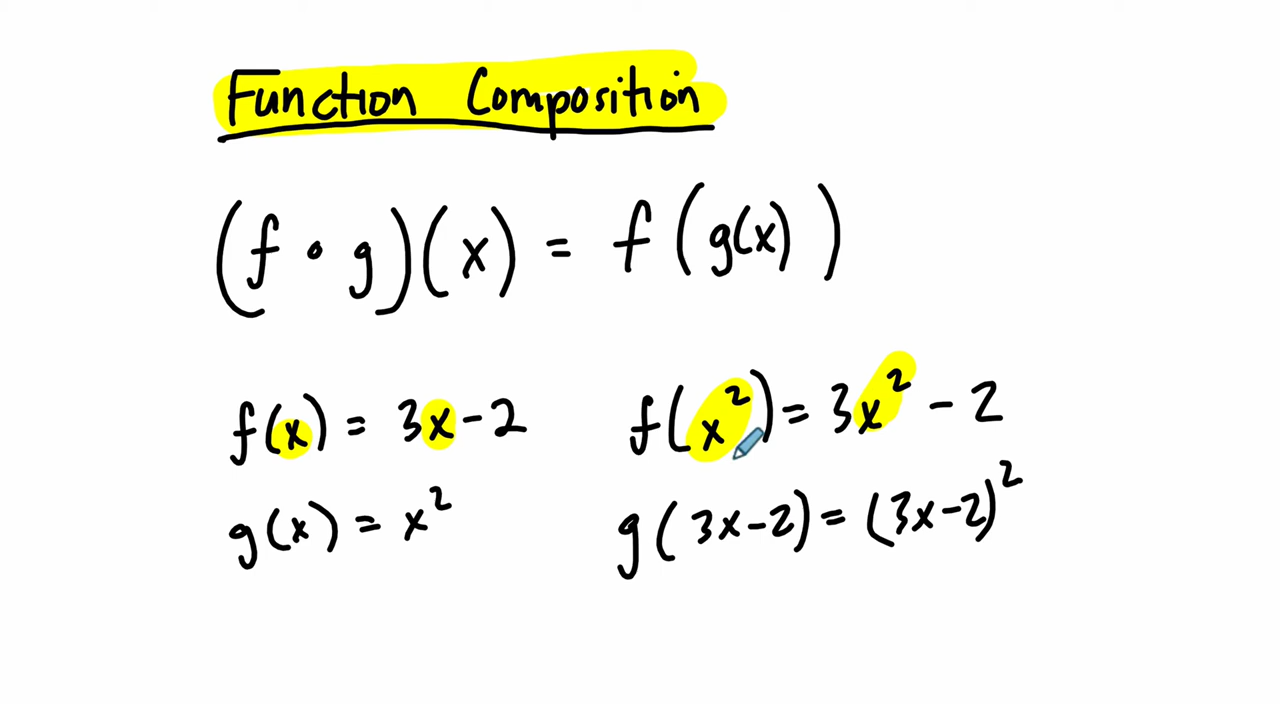 Function Composition
(f ∘ g)(x) = f(g(x))
f(x) = 3x-2 f(x²) = 3x² - 2
g(x) = x² g(3x-2) = (3x-2)²